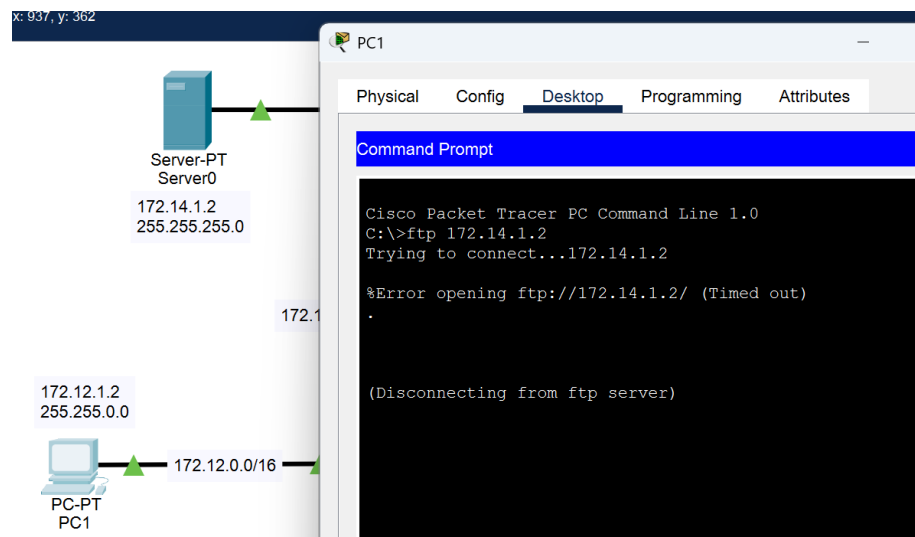 x: 937, y: 362
PC1
Physical Config Desktop Programming Attributes
Command Prompt
Cisco Packet Tracer PC Command Line 1.0
C:\>ftp 172.14.1.2
Trying to connect...172.14.1.2
%Error opening ftp://172.14.1.2/ (Timed out)
.
(Disconnecting from ftp server)
Server-PT
Server0
172.14.1.2
255.255.255.0
172.1
172.12.1.2
255.255.0.0
172.12.0.0/16
PC-PT
PC1